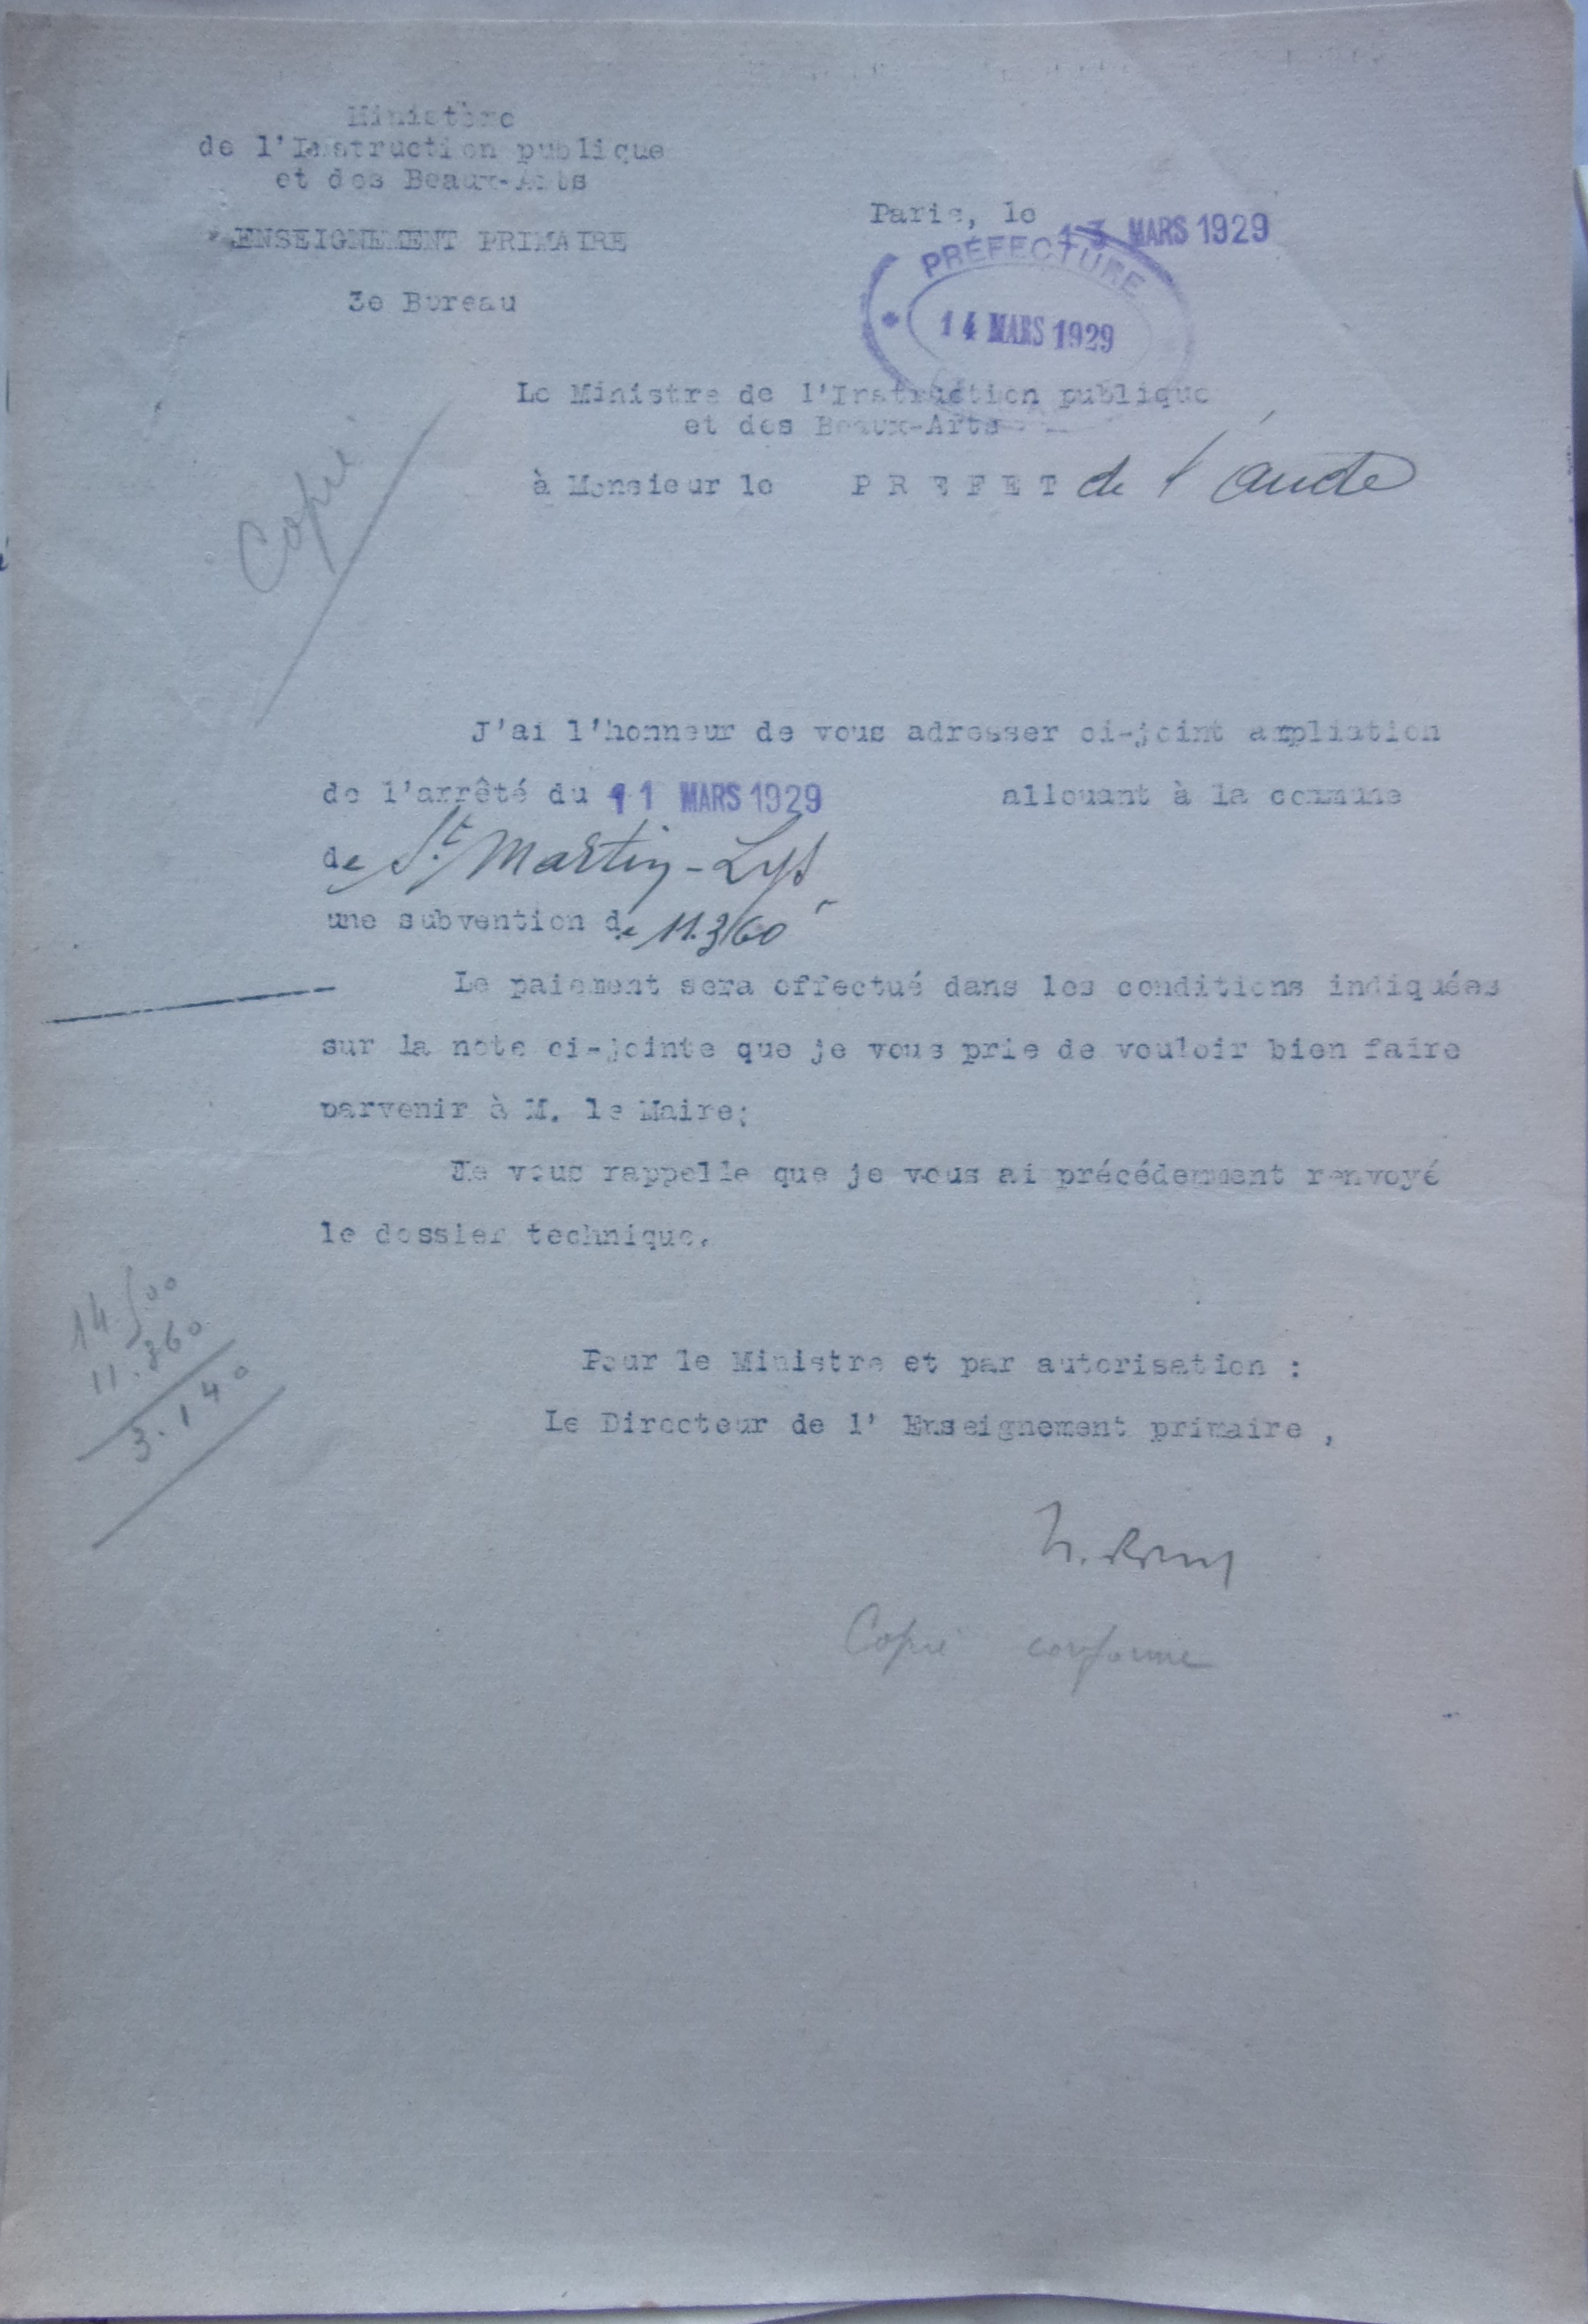 Ministère
de l'Instruction publique
et des Beaux-Arts
ENSEIGNEMENT PRIMAIRE
3e Bureau
Paris, le 13 MARS 1929
PRÉFECTURE
14 MARS 1929
Le Ministre de l'Instruction publique
et des Beaux-Arts
à Monsieur le PREFET de l'Aude
Copié
J'ai l'honneur de vous adresser ci-joint ampliation
de l'arrêté du 11 MARS 1929 allouant à la commune
de St Martin-Lys
une subvention de 11.360 f
Le paiement sera effectué dans les conditions indiquées
sur la note ci-jointe que je vous prie de vouloir bien faire
parvenir à M. le Maire;
Je vous rappelle que je vous ai précédemment renvoyé
le dossier technique.
14.500
11.360
3.140
Pour le Ministre et par autorisation :
Le Directeur de l' Enseignement primaire ,
Copie conforme